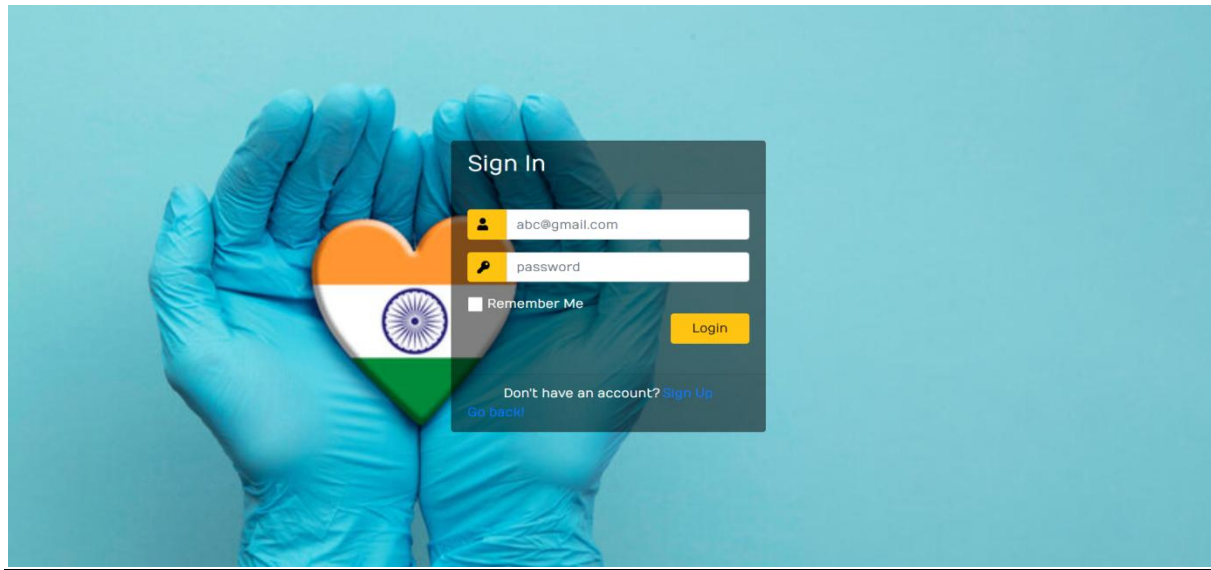 Sign In
abc@gmail.com
password
Remember Me
Login
Don't have an account? Sign Up
Go back!